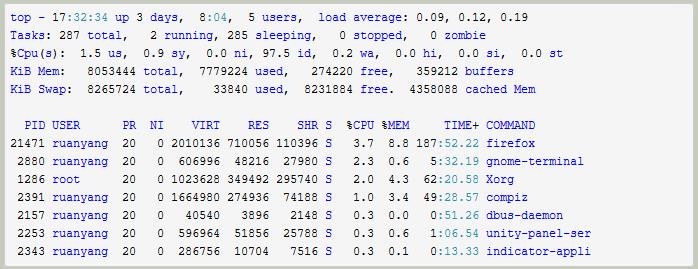 top - 17:32:34 up 3 days,  8:04,  5 users,  load average: 0.09, 0.12, 0.19
Tasks: 287 total,   2 running, 285 sleeping,   0 stopped,   0 zombie
%Cpu(s):  1.5 us,  0.9 sy,  0.0 ni, 97.5 id,  0.2 wa,  0.0 hi,  0.0 si,  0.0 st
KiB Mem:   8053444 total,  7779224 used,   274220 free,   359212 buffers
KiB Swap:  8265724 total,    33840 used,  8231884 free.  4358088 cached Mem
PID USER      PR  NI    VIRT    RES    SHR S  %CPU %MEM     TIME+ COMMAND
21471 ruanyang  20   0 2010136 710056 110396 S   3.7  8.8 187:52.22 firefox
2880 ruanyang  20   0  606996  48216  27980 S   2.3  0.6   5:32.19 gnome-terminal
1286 root      20   0 1023628 349492 295740 S   2.0  4.3  62:20.58 Xorg
2391 ruanyang  20   0 1664980 274936  74188 S   1.0  3.4  49:28.57 compiz
2157 ruanyang  20   0   40540   3896   2148 S   0.3  0.0   0:51.26 dbus-daemon
2253 ruanyang  20   0  596964  51856  25788 S   0.3  0.6   1:06.54 unity-panel-ser
2343 ruanyang  20   0  286756  10704   7516 S   0.3  0.1   0:13.33 indicator-appli